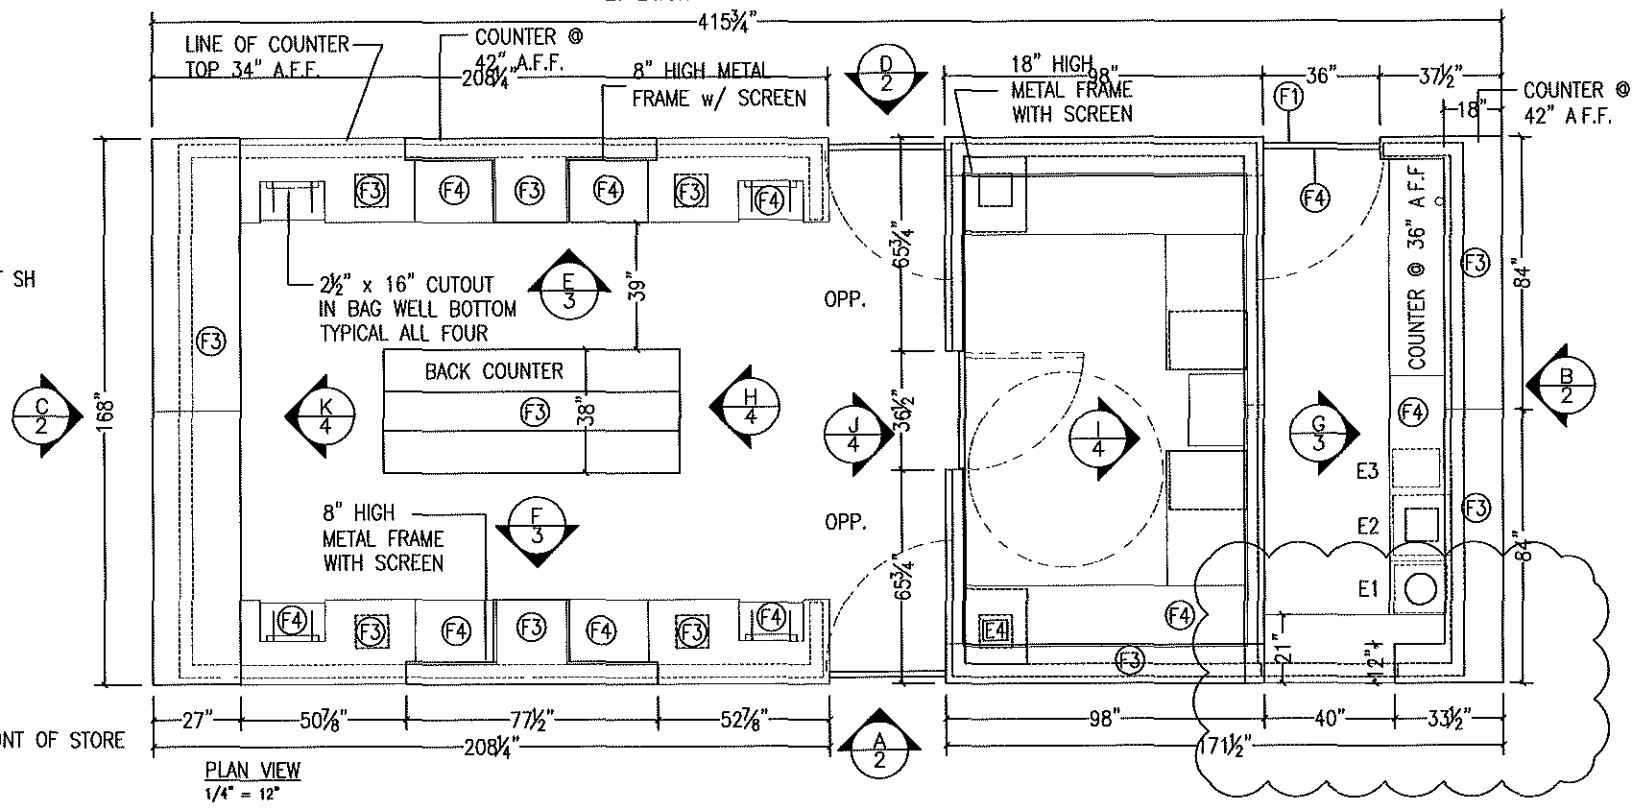 415¾"
LINE OF COUNTER
TOP 34" A.F.F.
COUNTER @
42" A.F.F.
208¼"
8" HIGH METAL
FRAME w/ SCREEN
D
2
18" HIGH
METAL FRAME
WITH SCREEN
98"
36"
37½"
F1
18"
COUNTER @
42" A.F.F.
F3
F4
F3
F4
F3
F4
F4
COUNTER @ 36" A.F.F
F3
T SH
2½" x 16" CUTOUT
IN BAG WELL BOTTOM
TYPICAL ALL FOUR
E
3
39"
65¾"
OPP.
84"
F3
168"
BACK COUNTER
F3
38"
C
2
K
4
H
4
J
4
36½"
I
4
G
3
F4
B
2
E3
8" HIGH
METAL FRAME
WITH SCREEN
F
3
OPP.
65¾"
E2
F3
84"
E1
F4
F3
F4
F3
F4
F3
F4
E4
F4
F3
21"
12"
27"
50⅞"
77½"
52⅞"
98"
40"
33½"
ONT OF STORE
208¼"
A
2
171½"
PLAN VIEW
1/4" = 12"